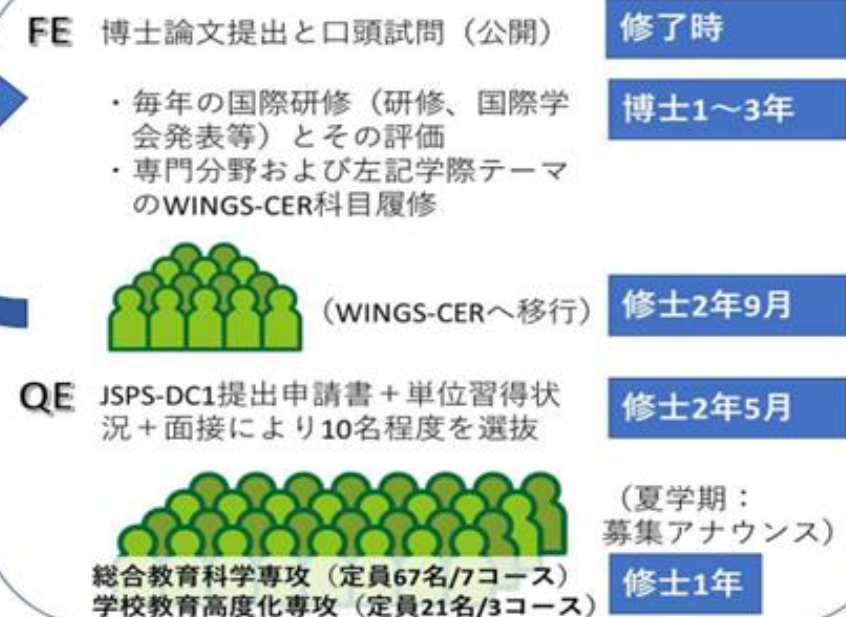 FE 博士論文提出と口頭試問（公開） 修了時
・毎年の国際研修（研修、国際学 博士1～3年
会発表等）とその評価
・専門分野および左記学際テーマ
のWINGS-CER科目履修
（WINGS-CERへ移行） 修士2年9月
QE JSPS-DC1提出申請書＋単位習得状
況＋面接により10名程度を選抜 修士2年5月
（夏学期：
募集アナウンス）
総合教育科学専攻（定員67名/7コース）
学校教育高度化専攻（定員21名/3コース） 修士1年